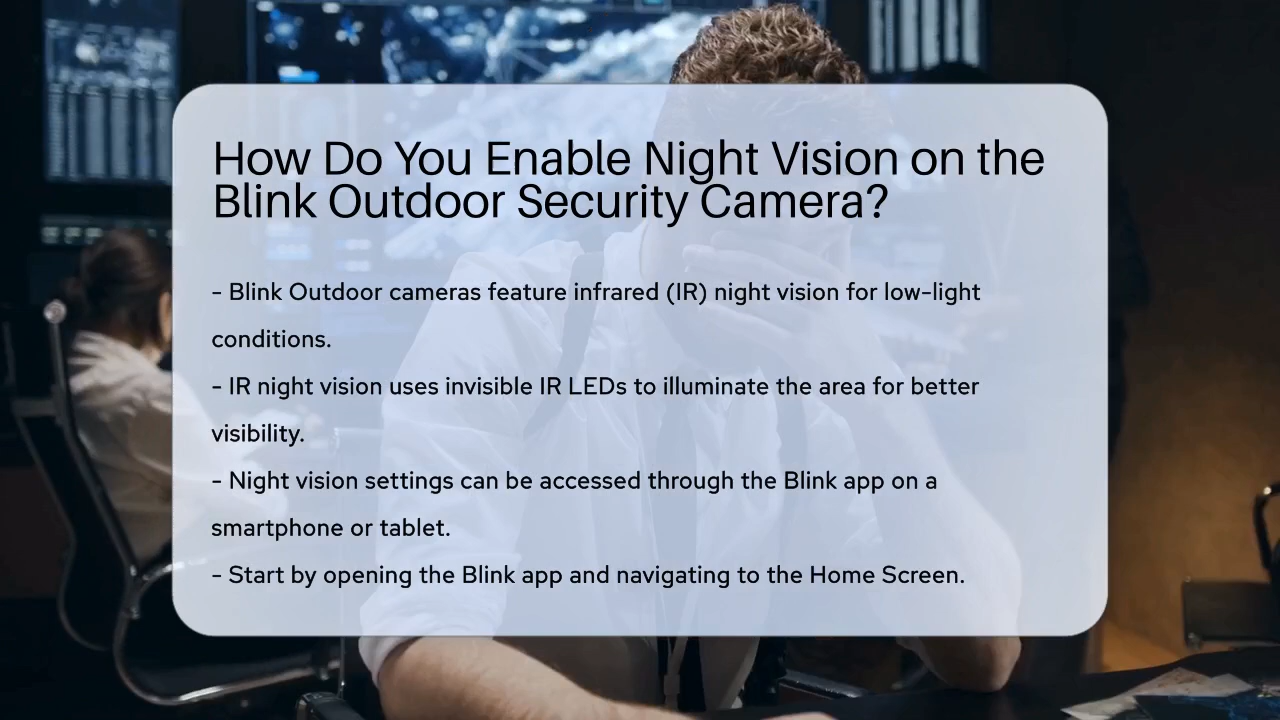 How Do You Enable Night Vision on the
Blink Outdoor Security Camera?
- Blink Outdoor cameras feature infrared (IR) night vision for low-light
conditions.
- IR night vision uses invisible IR LEDs to illuminate the area for better
visibility.
- Night vision settings can be accessed through the Blink app on a
smartphone or tablet.
- Start by opening the Blink app and navigating to the Home Screen.